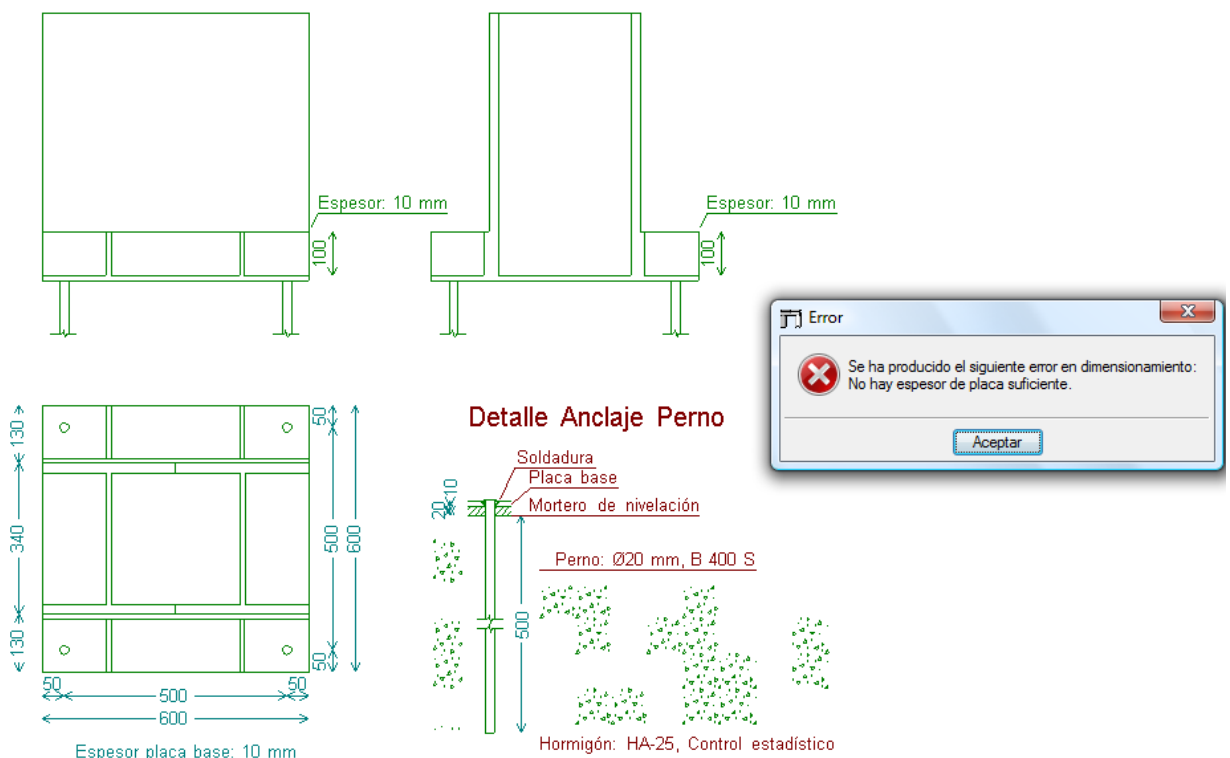 Espesor: 10 mm
100
Espesor: 10 mm
100
Error
Se ha producido el siguiente error en dimensionamiento:
No hay espesor de placa suficiente.
Aceptar
130
340
130
50
500
50
600
50
500
50
600
Espesor placa base: 10 mm
Detalle Anclaje Perno
Soldadura
Placa base
Mortero de nivelación
10
20
Perno: Ø20 mm, B 400 S
500
Hormigón: HA-25, Control estadístico